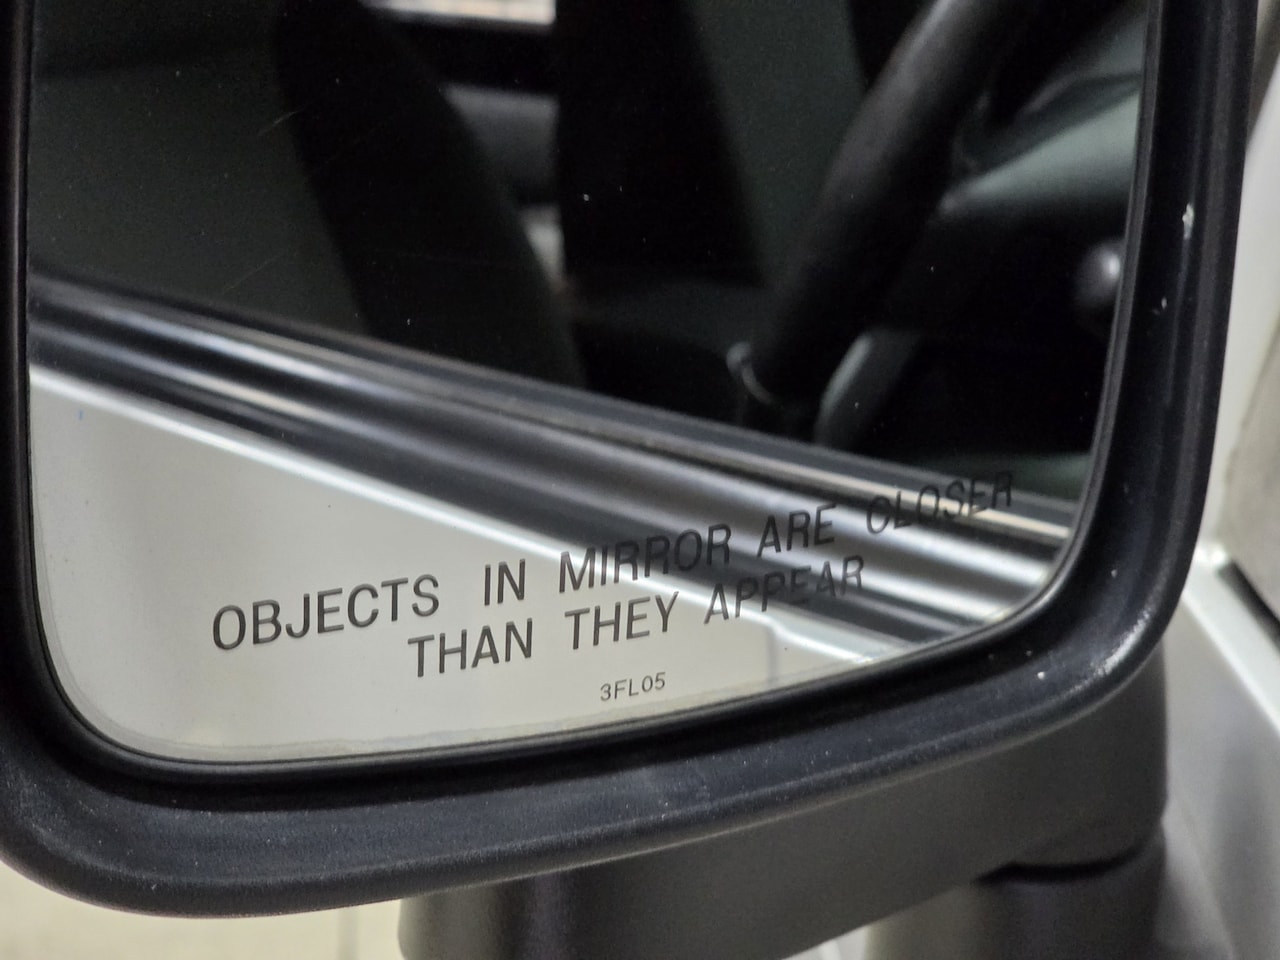 OBJECTS IN MIRROR ARE CLOSER
THAN THEY APPEAR
3FL05